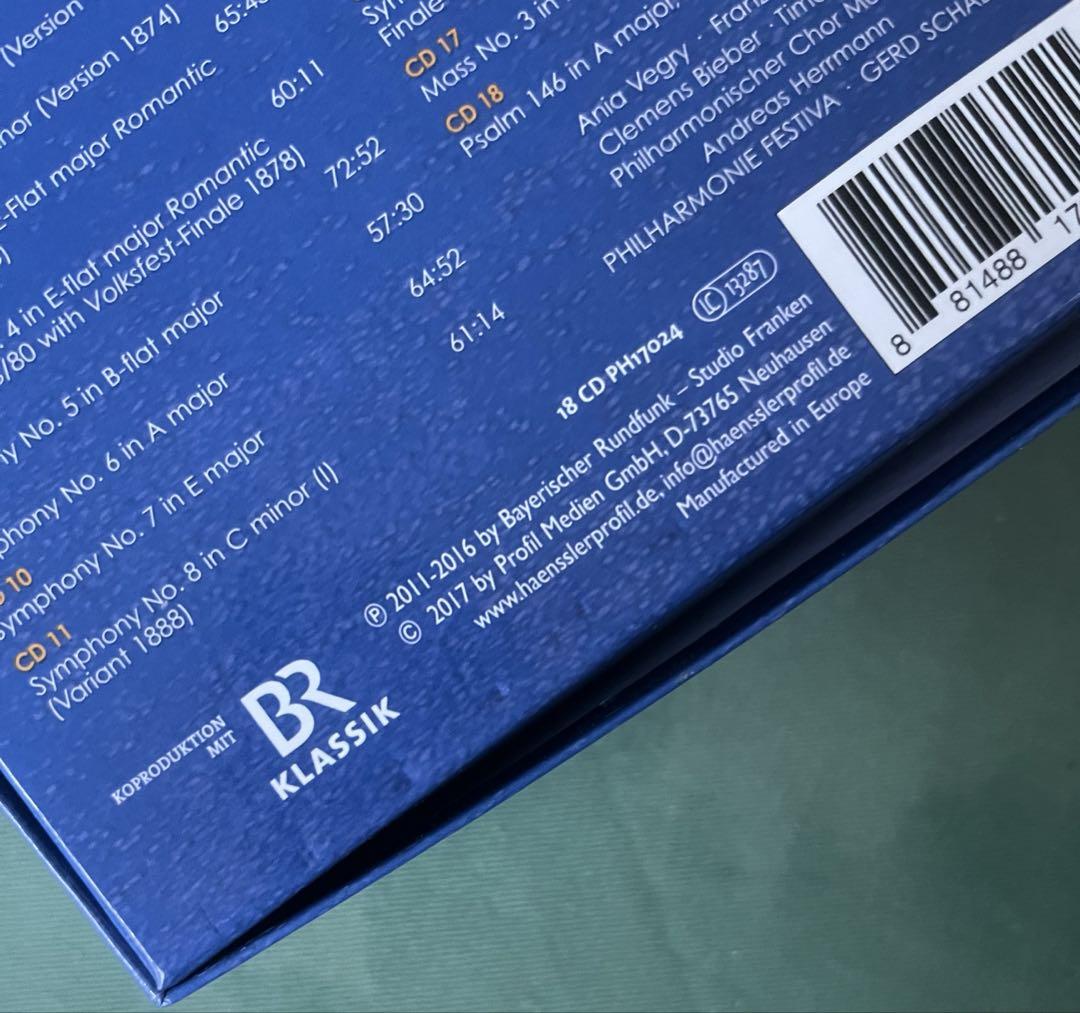 (Version
(Version 1874)
Flat major Romantic
60:11
4 in E-flat major Romantic
/80 with Volksfest-Finale 1878)
72:52
No. 5 in B-flat major
57:30
No. 6 in A major
64:52
10
Symphony No. 7 in E major
61:14
CD 11
Symphony No. 8 in C minor (I)
(Variant 1888)
Finale
CD 17
Mass No. 3 in
CD 18
Psalm 146 in A major,
Ania Vegry ·
Clemens Bieber ·
Philharmonischer Chor
Andreas Herrmann
PHILHARMONIE FESTIVA · GERD
18 CD PH17024
LC 13287
℗ 2011-2016 by Bayerischer Rundfunk – Studio Franken
© 2017 by Profil Medien GmbH, D-73765 Neuhausen
www.haensslerprofil.de, info@haensslerprofil.de
Manufactured in Europe
8 81488 17
KOPRODUKTION
MIT
BR
KLASSIK